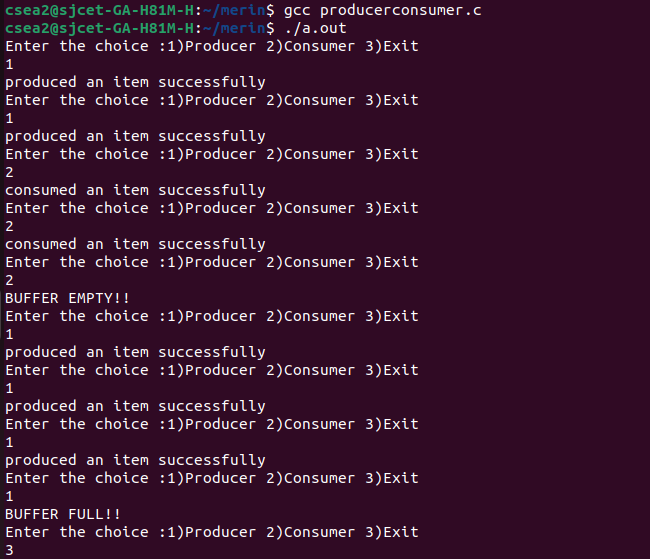 csea2@sjcet-GA-H81M-H:~/merin$ gcc producerconsumer.c
csea2@sjcet-GA-H81M-H:~/merin$ ./a.out
Enter the choice :1)Producer 2)Consumer 3)Exit
1
produced an item successfully
Enter the choice :1)Producer 2)Consumer 3)Exit
1
produced an item successfully
Enter the choice :1)Producer 2)Consumer 3)Exit
2
consumed an item successfully
Enter the choice :1)Producer 2)Consumer 3)Exit
2
consumed an item successfully
Enter the choice :1)Producer 2)Consumer 3)Exit
2
BUFFER EMPTY!!
Enter the choice :1)Producer 2)Consumer 3)Exit
1
produced an item successfully
Enter the choice :1)Producer 2)Consumer 3)Exit
1
produced an item successfully
Enter the choice :1)Producer 2)Consumer 3)Exit
1
produced an item successfully
Enter the choice :1)Producer 2)Consumer 3)Exit
1
BUFFER FULL!!
Enter the choice :1)Producer 2)Consumer 3)Exit
3